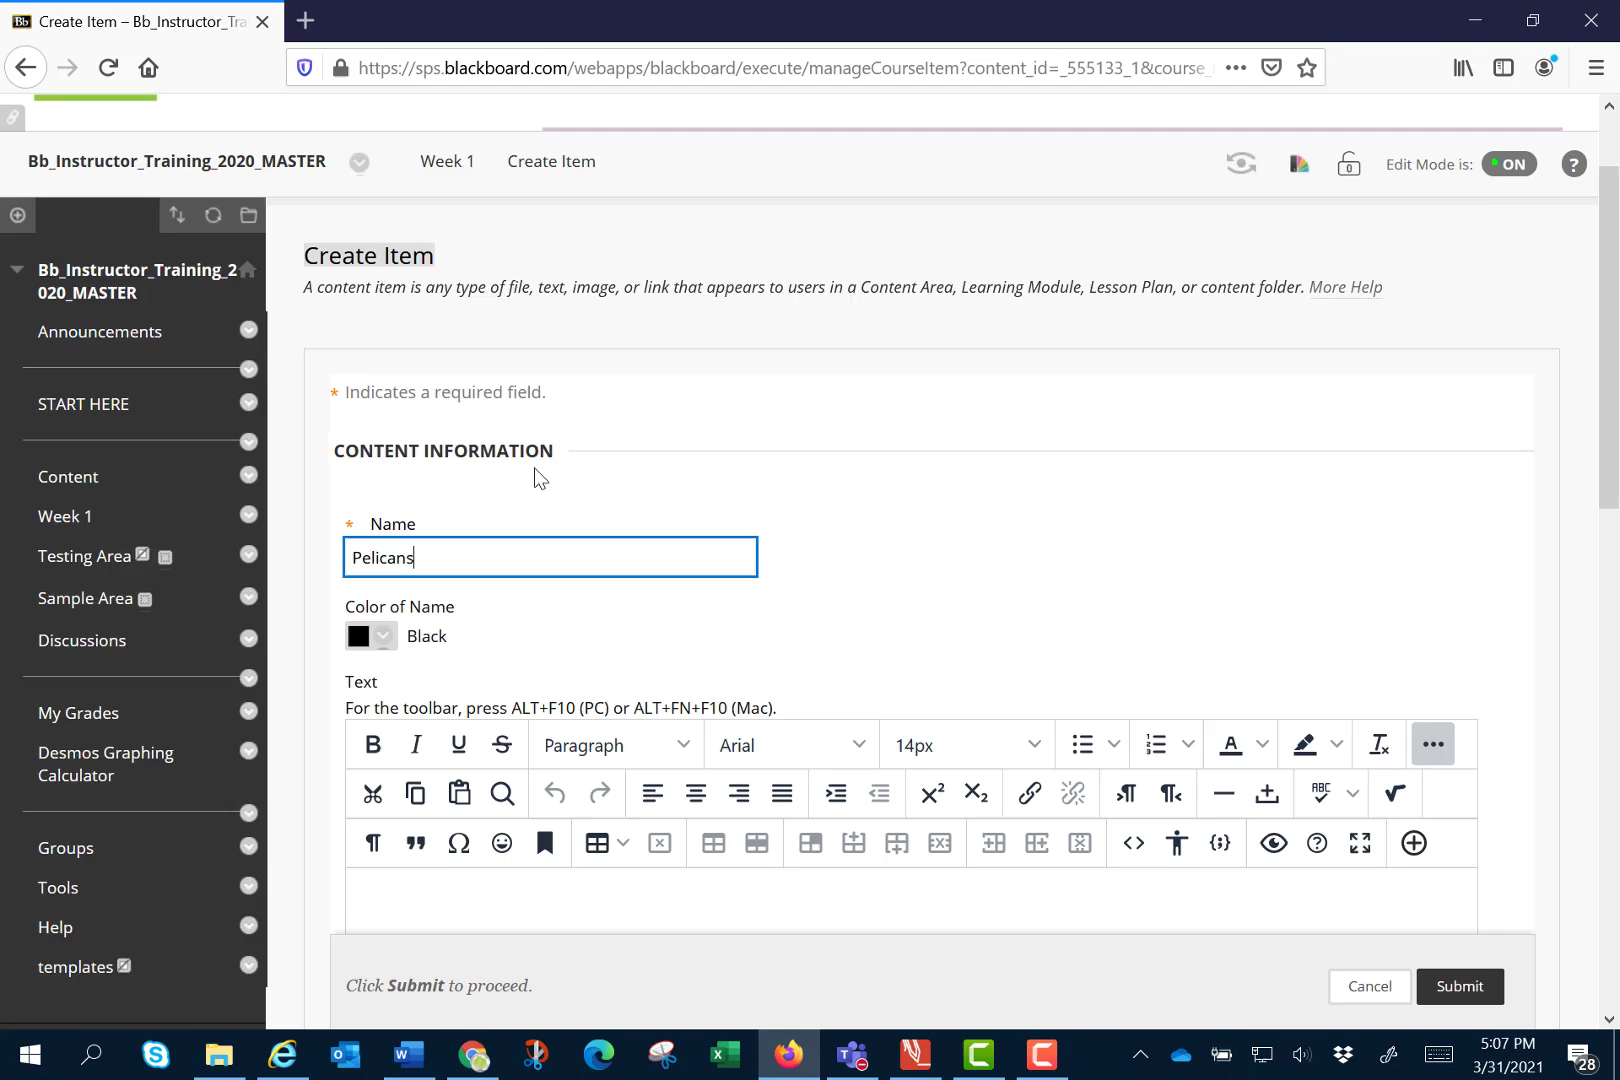 Bb Create Item – Bb_Instructor_Tra
https://sps.blackboard.com/webapps/blackboard/execute/manageCourseItem?content_id=_555133_1&course_
Bb_Instructor_Training_2020_MASTER Week 1 Create Item 0 Edit Mode is: ON ?
Bb_Instructor_Training_2
020_MASTER
Announcements
START HERE
Content
Week 1
Testing Area
Sample Area
Discussions
My Grades
Desmos Graphing
Calculator
Groups
Tools
Help
templates
Create Item
A content item is any type of file, text, image, or link that appears to users in a Content Area, Learning Module, Lesson Plan, or content folder. More Help
* Indicates a required field.
CONTENT INFORMATION
* Name
Pelicans
Color of Name
Black
Text
For the toolbar, press ALT+F10 (PC) or ALT+FN+F10 (Mac).
B I U S Paragraph Arial 14px A Tx
X² X₂ ABC
Click Submit to proceed. Cancel Submit
5:07 PM
3/31/2021
28